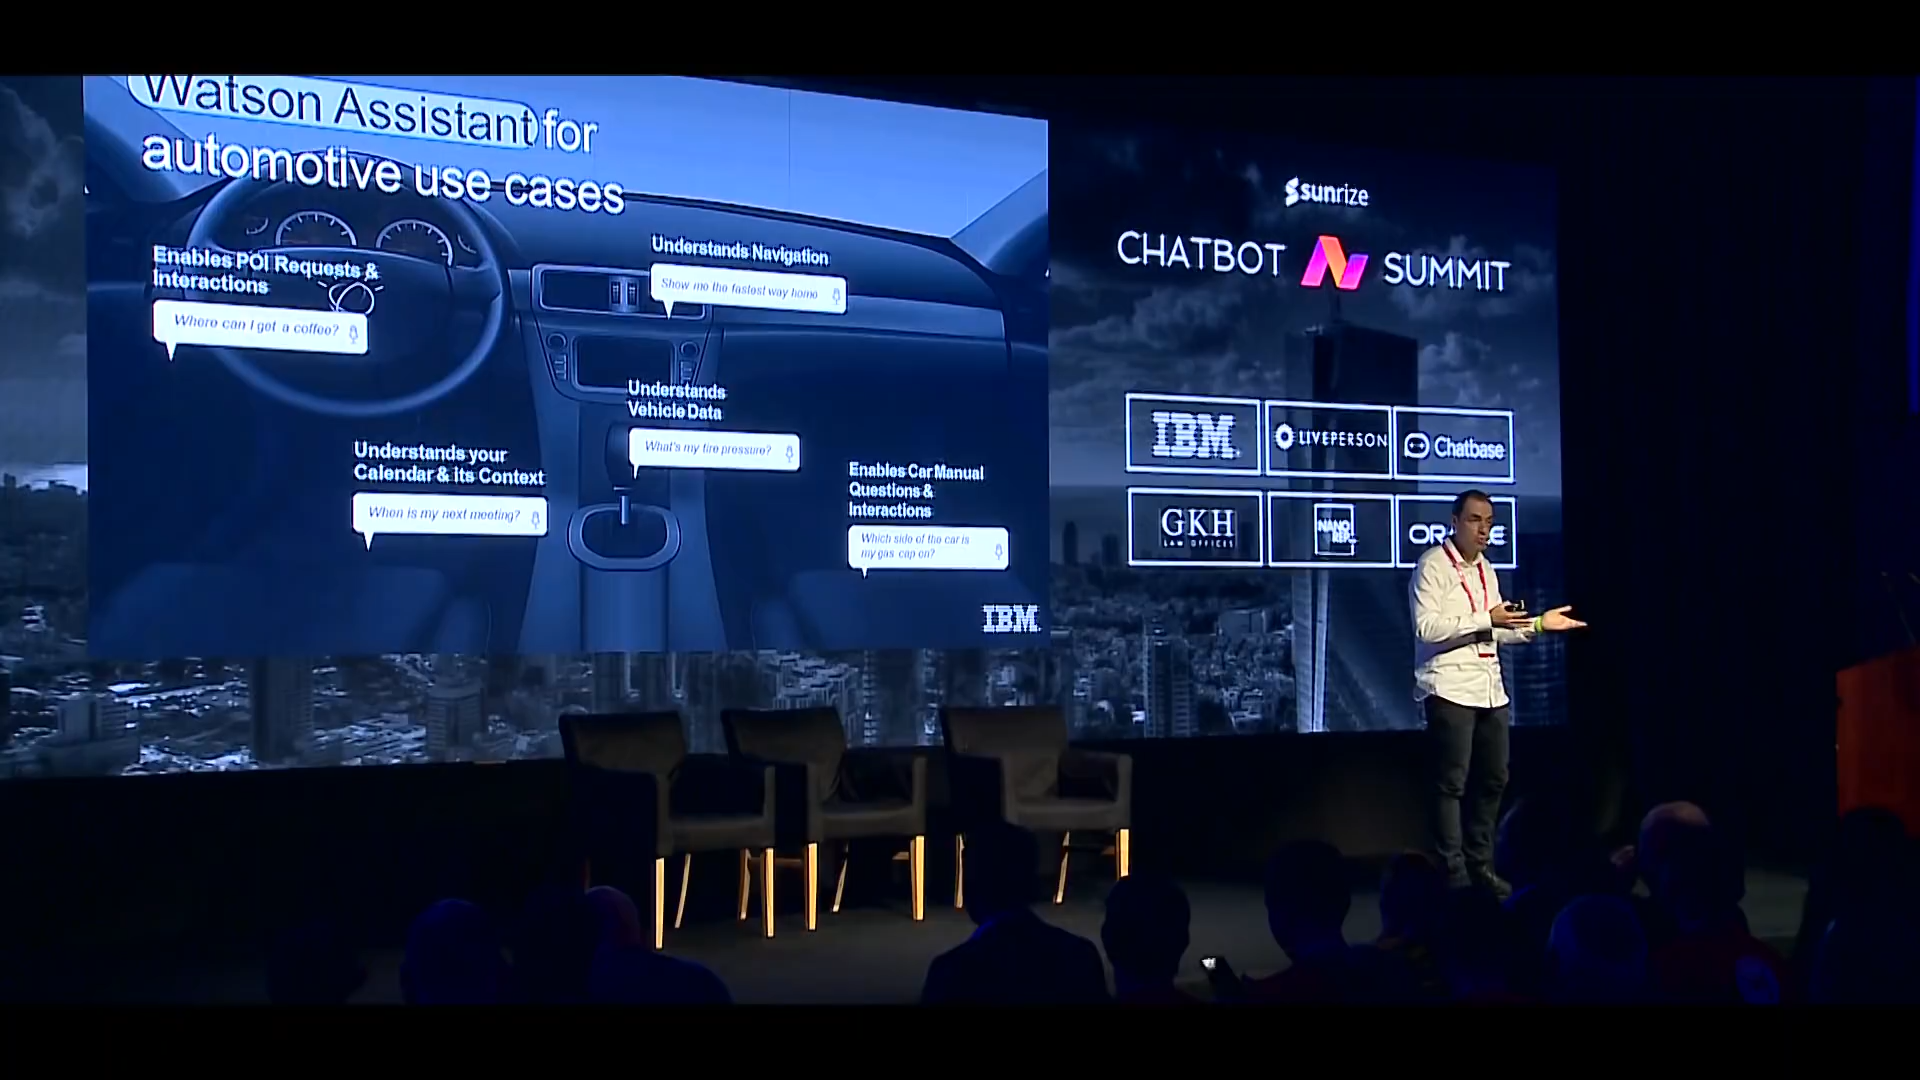 Watson Assistant for
automotive use cases
Enables POI Requests &
Interactions
Where can I get a coffee?
Understands Navigation
Show me the fastest way home
Understands
Vehicle Data
What's my tire pressure?
Understands your
Calendar & its Context
When is my next meeting?
Enables Car Manual
Questions &
Interactions
Which side of the car is
my gas cap on?
IBM
sunrize
CHATBOT SUMMIT
IBM
LIVEPERSON
Chatbase
GKH
LAW OFFICES
NANO
REP